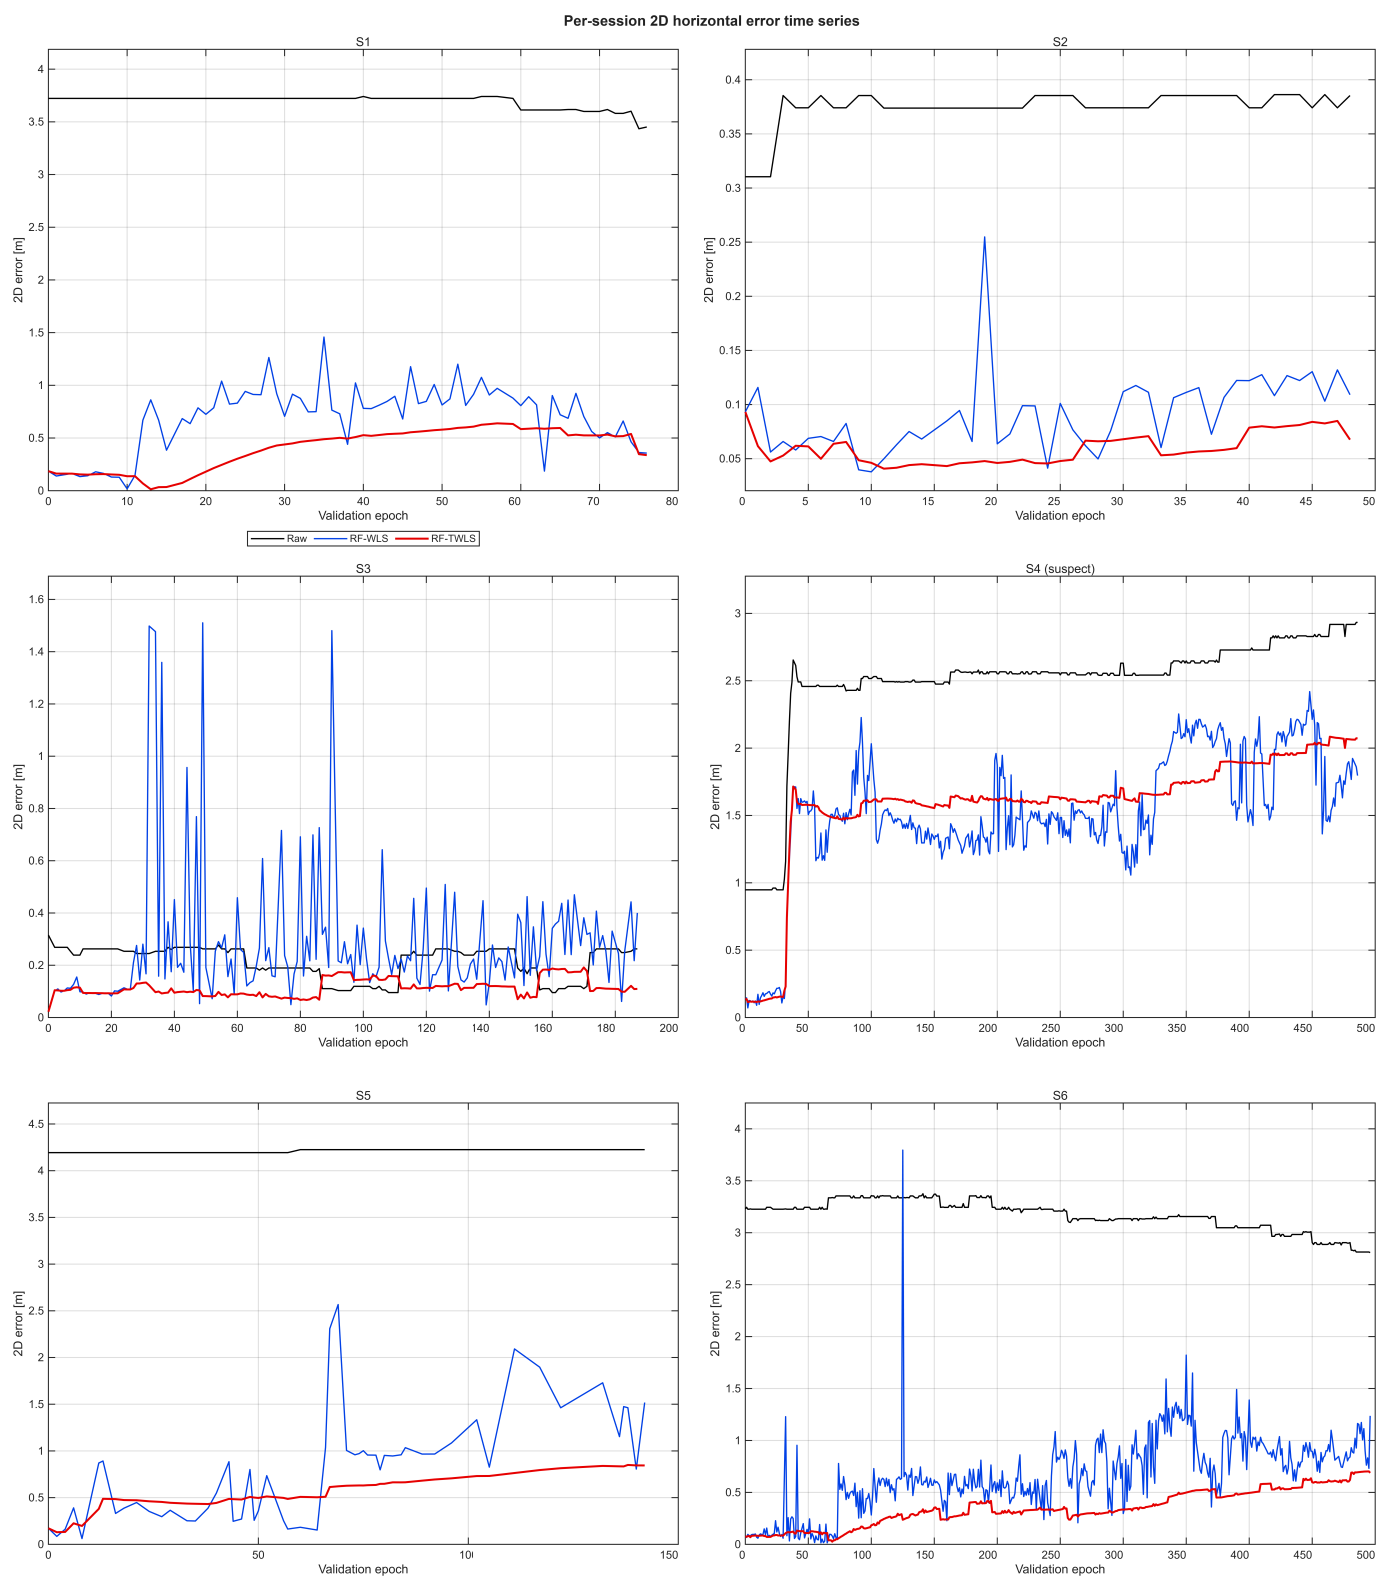 Per-session 2D horizontal error time series
S1
4
3.5
3
2.5
2
1.5
1
0.5
0
2D error [m]
0 10 20 30 40 50 60 70 80
Validation epoch
Raw RF-WLS RF-TWLS
S2
0.4
0.35
0.3
0.25
0.2
0.15
0.1
0.05
2D error [m]
0 5 10 15 20 25 30 35 40 45 50
Validation epoch
S3
1.6
1.4
1.2
1
0.8
0.6
0.4
0.2
0
2D error [m]
0 20 40 60 80 100 120 140 160 180 200
Validation epoch
S4 (suspect)
3
2.5
2
1.5
1
0.5
0
2D error [m]
0 50 100 150 200 250 300 350 400 450 500
Validation epoch
S5
4.5
4
3.5
3
2.5
2
1.5
1
0.5
0
2D error [m]
0 50 10 150
Validation epoch
S6
4
3.5
3
2.5
2
1.5
1
0.5
0
2D error [m]
0 50 100 150 200 250 300 350 400 450 500
Validation epoch